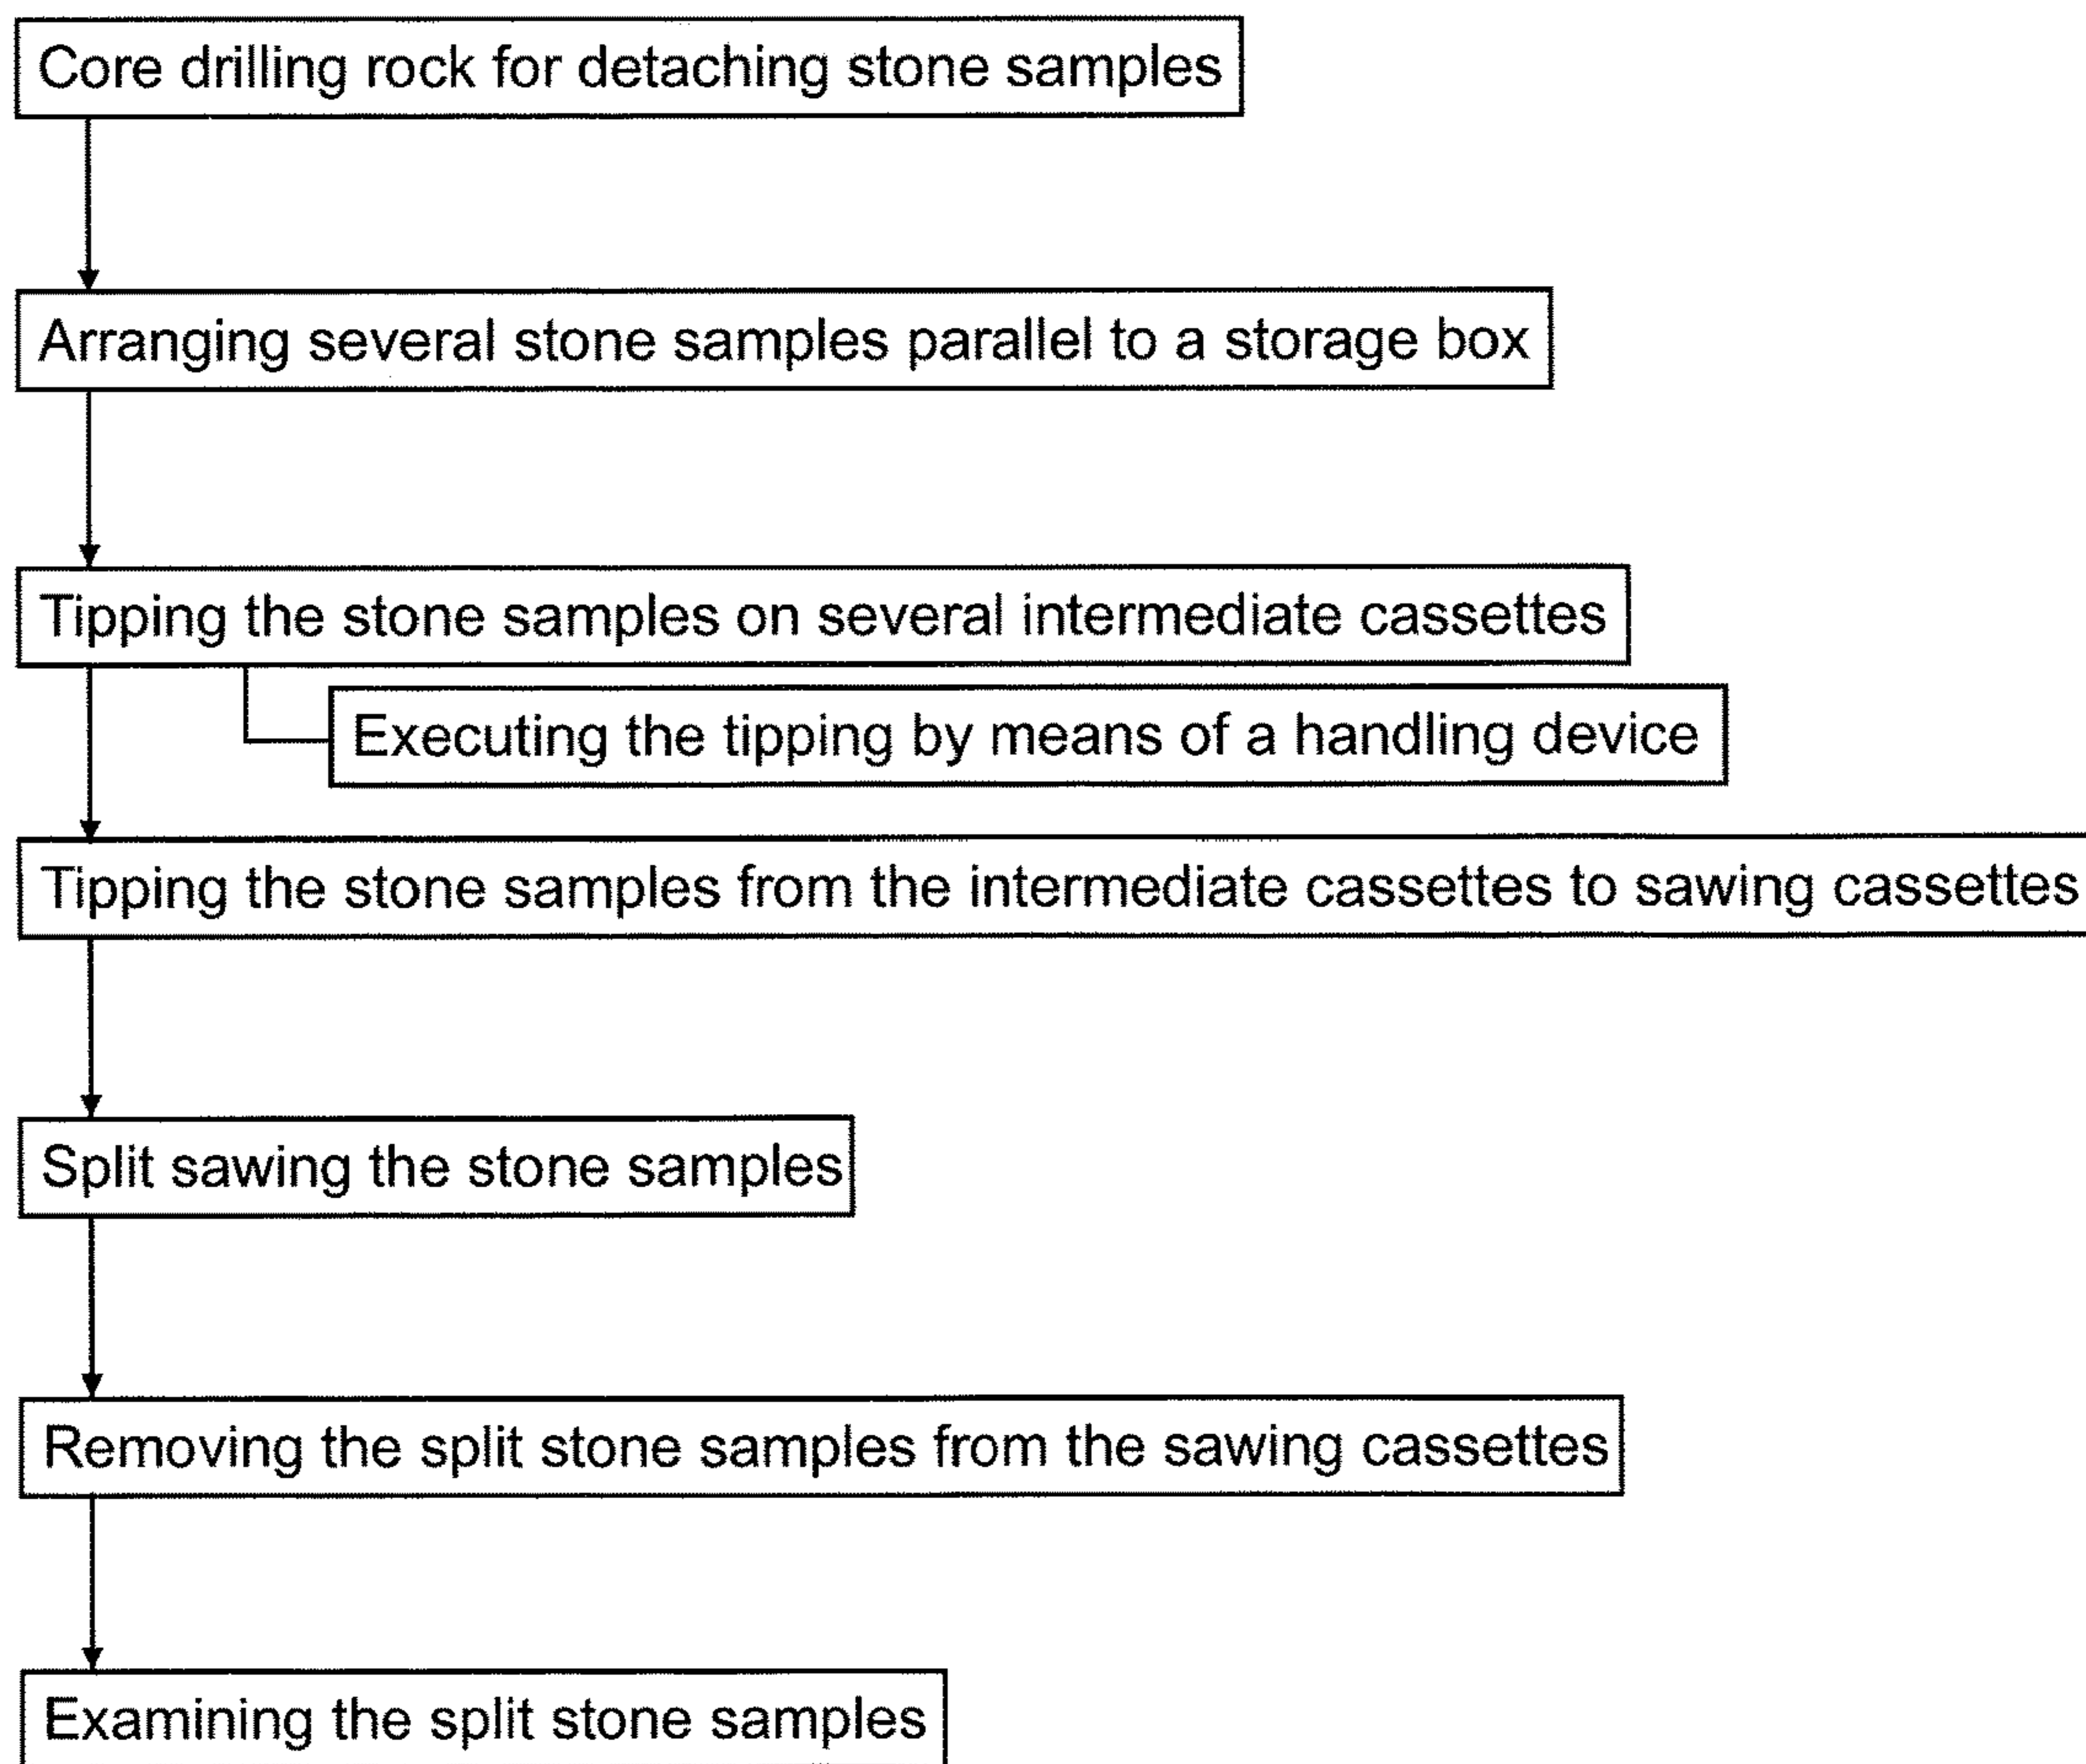 Core drilling rock for detaching stone samples
Arranging several stone samples parallel to a storage box
Tipping the stone samples on several intermediate cassettes
Executing the tipping by means of a handling device
Tipping the stone samples from the intermediate cassettes to sawing cassettes
Split sawing the stone samples
Removing the split stone samples from the sawing cassettes
Examining the split stone samples